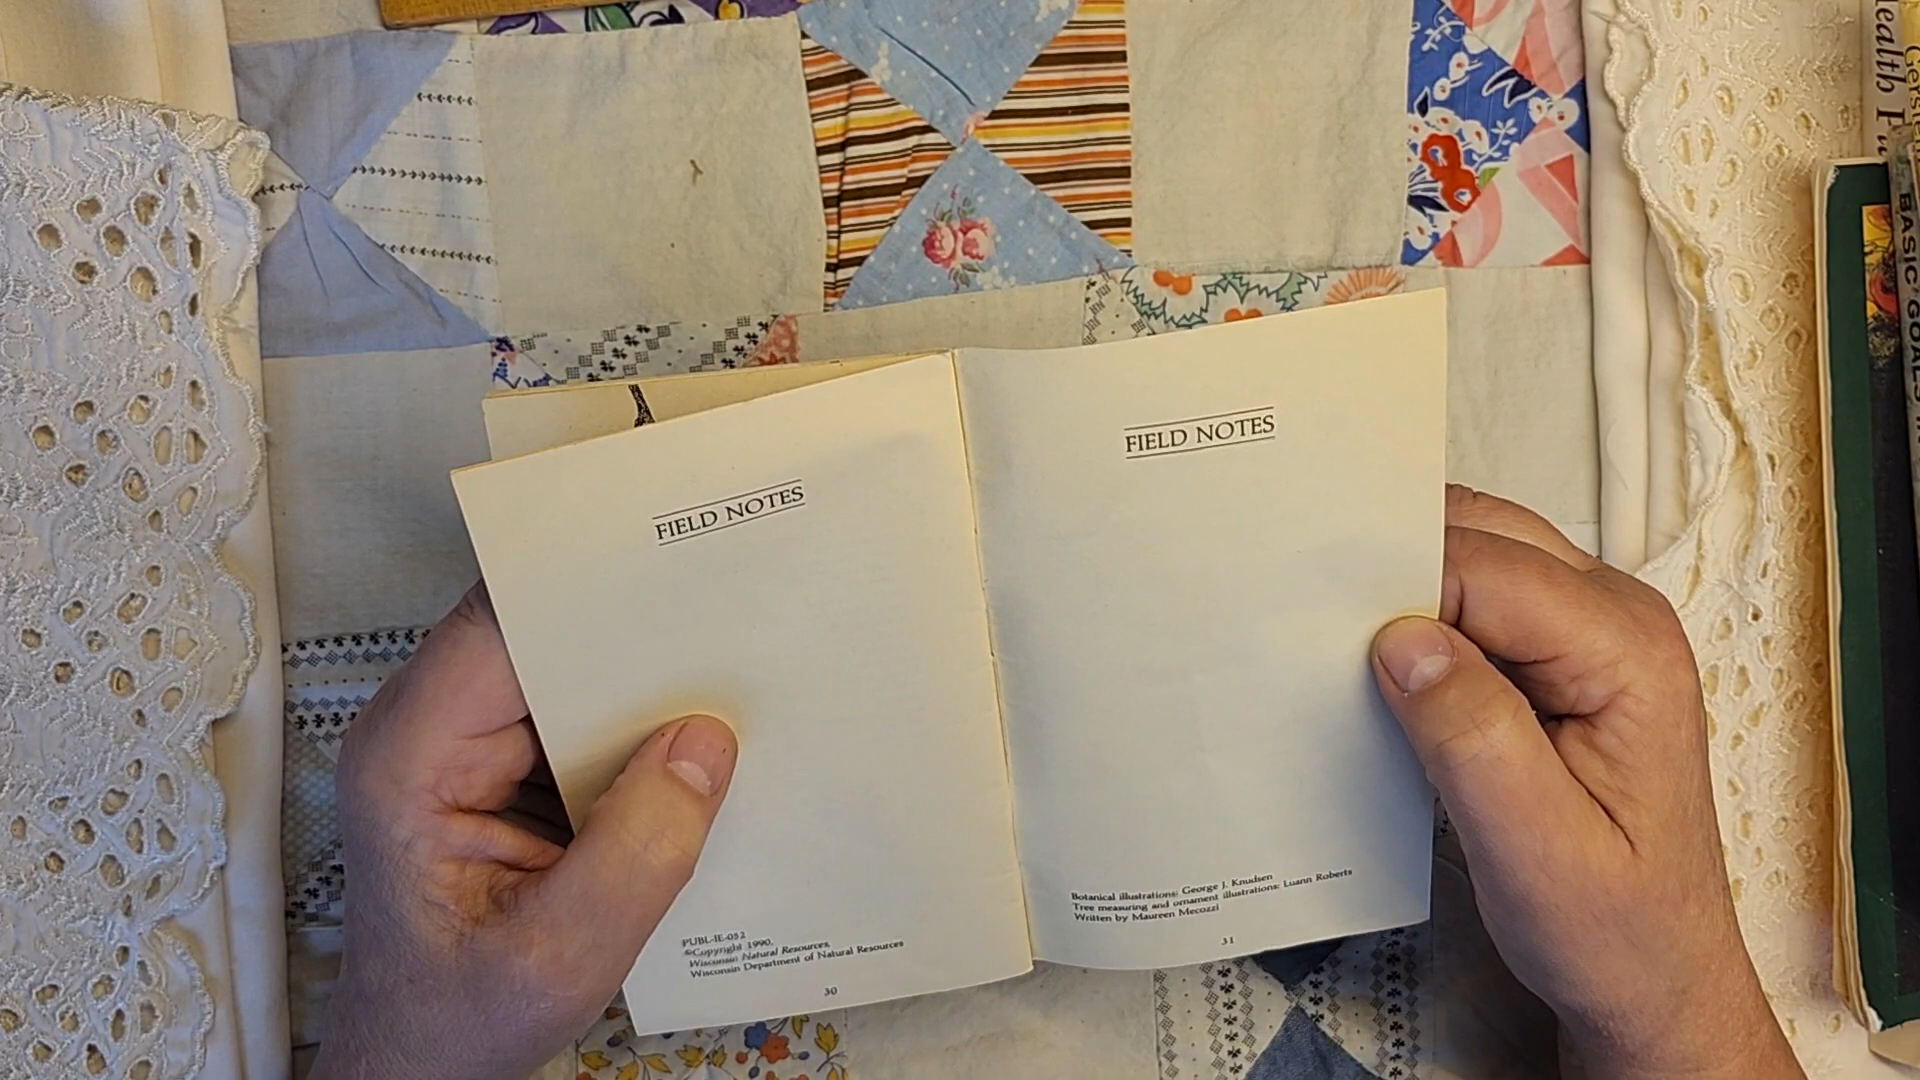 FIELD NOTES
PUBL-IE-052
©Copyright 1990,
Wisconsin Natural Resources,
Wisconsin Department of Natural Resources
30
FIELD NOTES
Botanical illustrations: George J. Knudsen
Tree measuring and ornament illustrations: Luann Roberts
Written by Maureen Mecozzi
31
BASIC GOALS IN